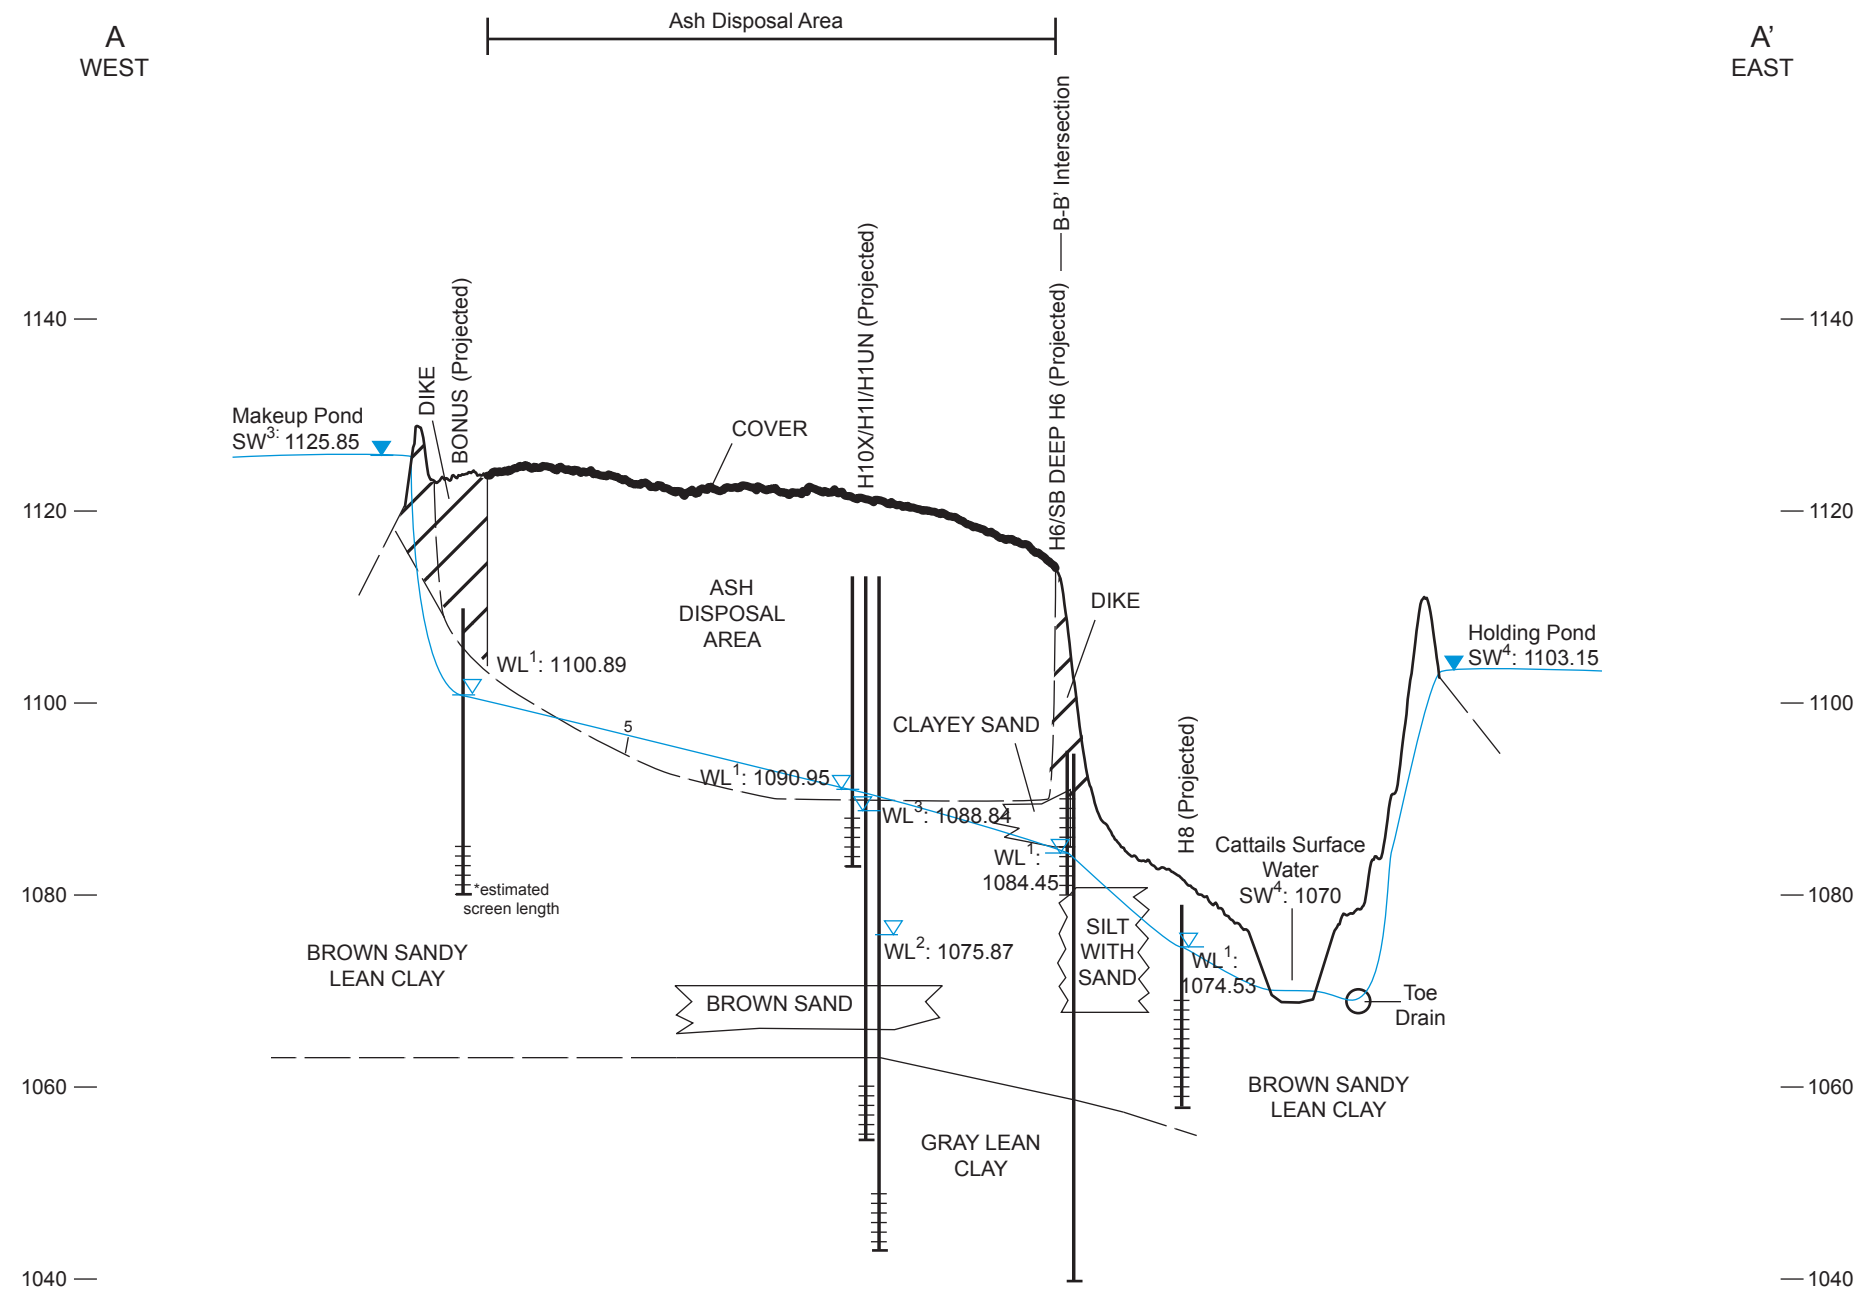 Ash Disposal Area
A
WEST
A’
EAST
B-B’ Intersection
H10X/H1I/H1UN (Projected)
BONUS (Projected)
H6/SB DEEP H6 (Projected)
1140
1140
DIKE
Makeup Pond
SW3: 1125.85
COVER
1120
1120
ASH
DISPOSAL
AREA
DIKE
Holding Pond
SW4: 1103.15
WL1: 1100.89
1100
1100
5
CLAYEY SAND
H8 (Projected)
WL1: 1090.95
WL3: 1088.84
WL1:
1084.45
Cattails Surface
Water
SW4: 1070
1080
1080
*estimated
screen length
BROWN SANDY
LEAN CLAY
WL2: 1075.87
SILT
WITH
SAND
WL1:
1074.53
BROWN SAND
Toe
Drain
1060
1060
BROWN SANDY
LEAN CLAY
GRAY LEAN
CLAY
1040
1040